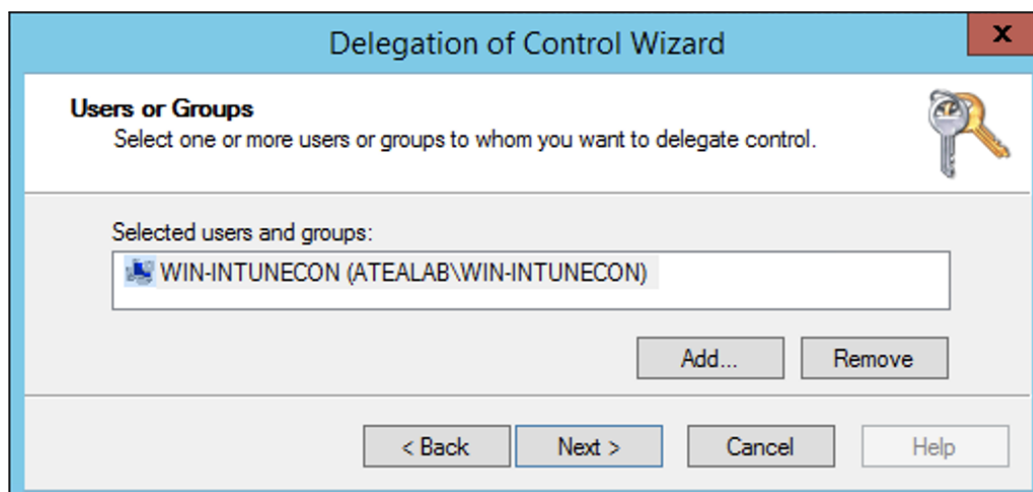 Delegation of Control Wizard
x
Users or Groups
Select one or more users or groups to whom you want to delegate control.
Selected users and groups:
WIN-INTUNECON (ATEALAB\WIN-INTUNECON)
Add...
Remove
< Back
Next >
Cancel
Help